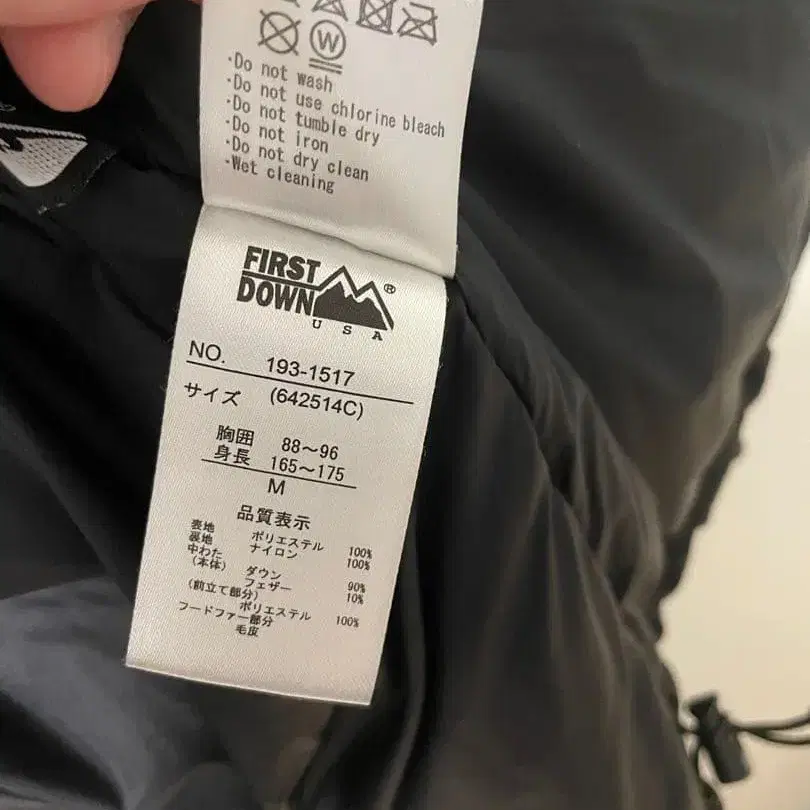 W
·Do not wash
·Do not use chlorine bleach
·Do not tumble dry
·Do not iron
·Do not dry clean
·Wet cleaning
FIRST
DOWN®
USA
NO. 193-1517
サイズ (642514C)
胸囲 88～96
身長 165～175
M
品質表示
表地 ポリエステル 100%
裏地 ナイロン 100%
中わた
(本体) ダウン 90%
フェザー 10%
(前立て部分)
ポリエステル 100%
フードファー部分
毛皮